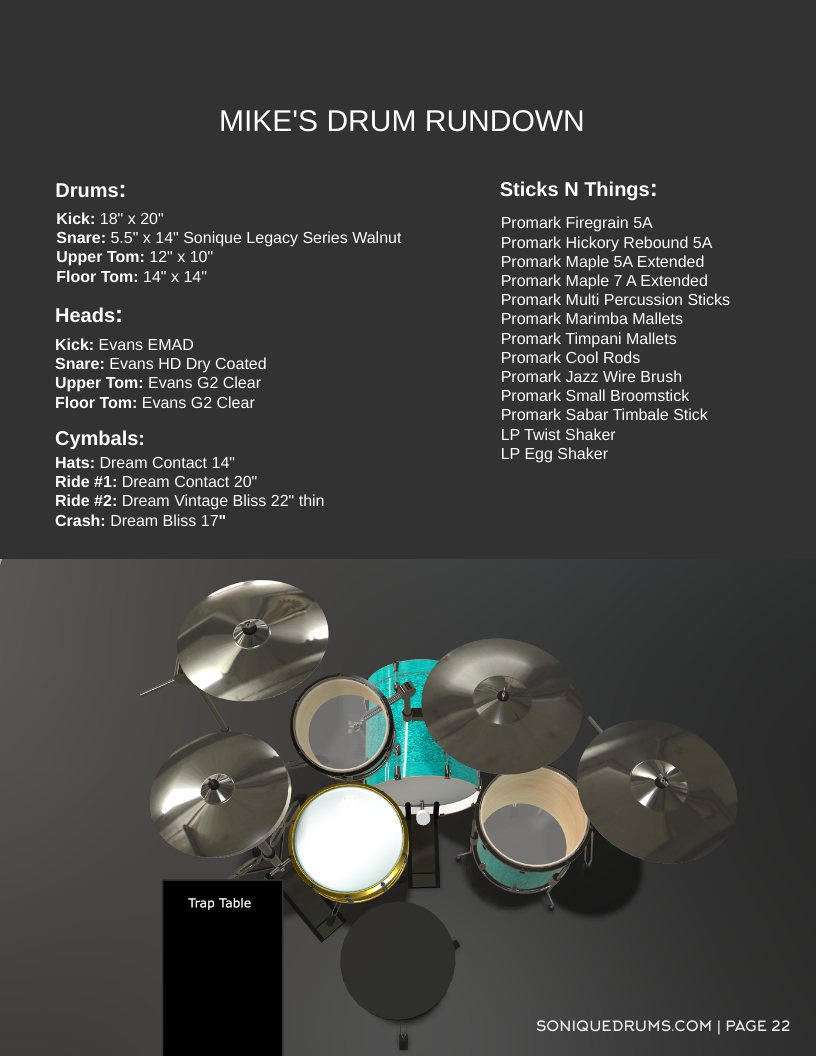 MIKE'S DRUM RUNDOWN
Drums:
Kick: 18" x 20"
Snare: 5.5" x 14" Sonique Legacy Series Walnut
Upper Tom: 12" x 10"
Floor Tom: 14" x 14"
Heads:
Kick: Evans EMAD
Snare: Evans HD Dry Coated
Upper Tom: Evans G2 Clear
Floor Tom: Evans G2 Clear
Cymbals:
Hats: Dream Contact 14"
Ride #1: Dream Contact 20"
Ride #2: Dream Vintage Bliss 22" thin
Crash: Dream Bliss 17"
Sticks N Things:
Promark Firegrain 5A
Promark Hickory Rebound 5A
Promark Maple 5A Extended
Promark Maple 7 A Extended
Promark Multi Percussion Sticks
Promark Marimba Mallets
Promark Timpani Mallets
Promark Cool Rods
Promark Jazz Wire Brush
Promark Small Broomstick
Promark Sabar Timbale Stick
LP Twist Shaker
LP Egg Shaker
Trap Table
SONIQUEDRUMS.COM | PAGE 22